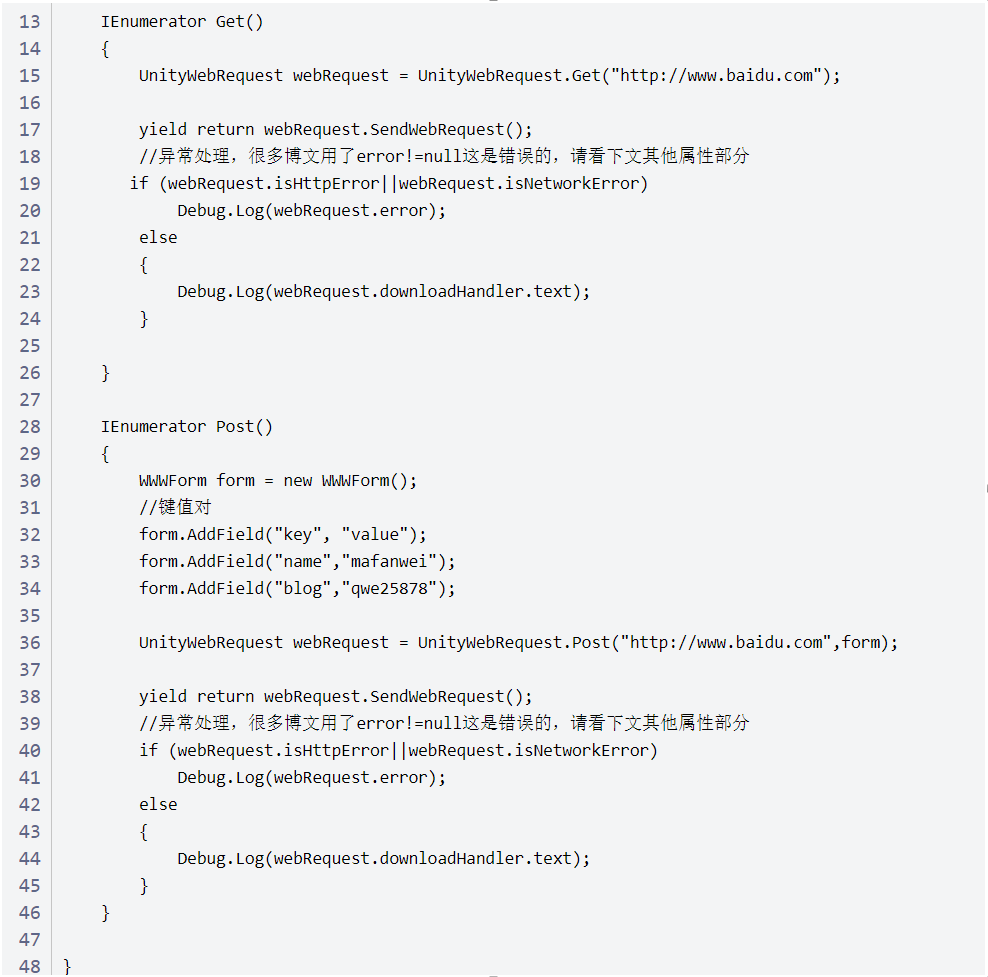 13    IEnumerator Get()
14    {
15        UnityWebRequest webRequest = UnityWebRequest.Get("http://www.baidu.com");
16
17        yield return webRequest.SendWebRequest();
18        //异常处理，很多博文用了error!=null这是错误的，请看下文其他属性部分
19       if (webRequest.isHttpError||webRequest.isNetworkError)
20            Debug.Log(webRequest.error);
21        else
22        {
23            Debug.Log(webRequest.downloadHandler.text);
24        }
25
26    }
27
28    IEnumerator Post()
29    {
30        WWWForm form = new WWWForm();
31        //键值对
32        form.AddField("key", "value");
33        form.AddField("name","mafanwei");
34        form.AddField("blog","qwe25878");
35
36        UnityWebRequest webRequest = UnityWebRequest.Post("http://www.baidu.com",form);
37
38        yield return webRequest.SendWebRequest();
39        //异常处理，很多博文用了error!=null这是错误的，请看下文其他属性部分
40        if (webRequest.isHttpError||webRequest.isNetworkError)
41            Debug.Log(webRequest.error);
42        else
43        {
44            Debug.Log(webRequest.downloadHandler.text);
45        }
46    }
47
48 }